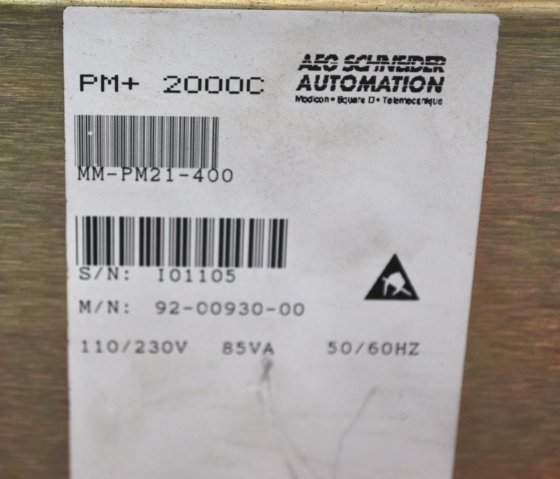 PM+ 2000C
AEG SCHNEIDER
AUTOMATION
Modicon • Square D • Telemecanique
MM-PM21-400
S/N: I01105
M/N: 92-00930-00
110/230V 85VA 50/60HZ